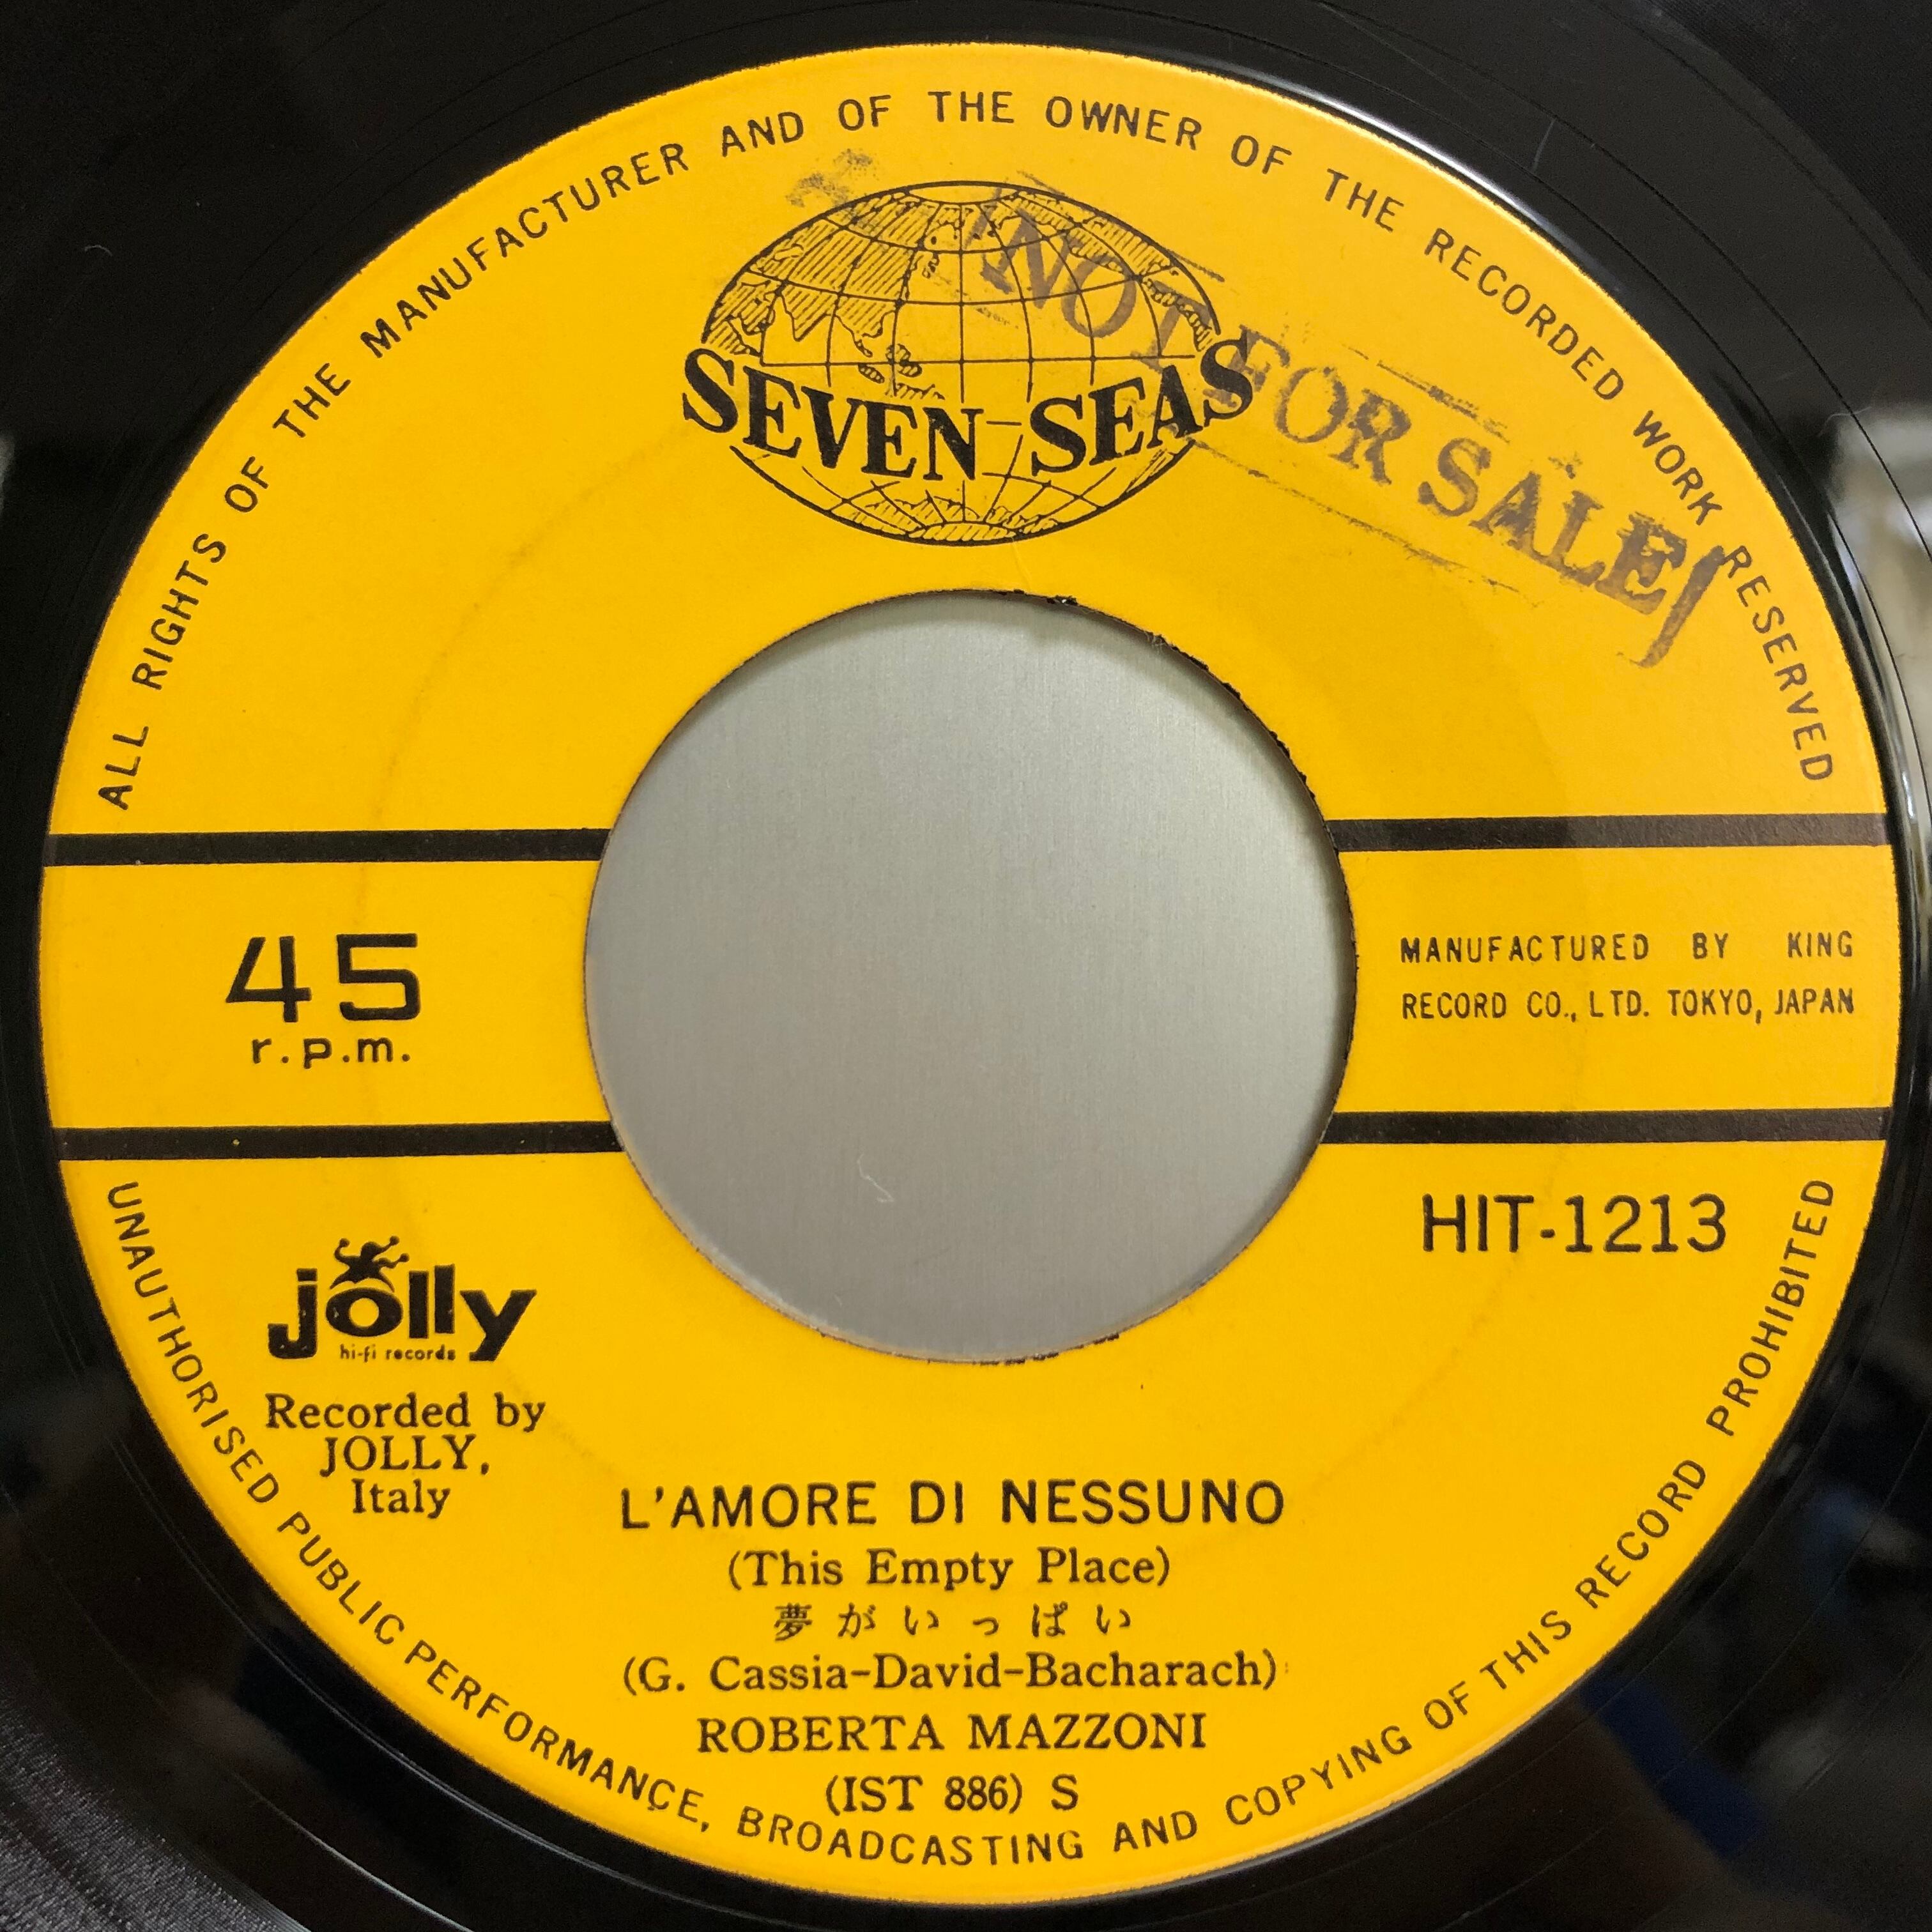 ALL RIGHTS OF THE MANUFACTURER AND OF THE OWNER OF THE RECORDED WORK RESERVED
SEVEN SEAS
NOT FOR SALE
45
r.p.m.
MANUFACTURED BY KING
RECORD CO., LTD. TOKYO, JAPAN
HIT-1213
jolly
hi-fi records
Recorded by
JOLLY,
Italy
L'AMORE DI NESSUNO
(This Empty Place)
夢がいっぱい
(G. Cassia-David-Bacharach)
ROBERTA MAZZONI
(IST 886) S
UNAUTHORISED PUBLIC PERFORMANCE, BROADCASTING AND COPYING OF THIS RECORD PROHIBITED